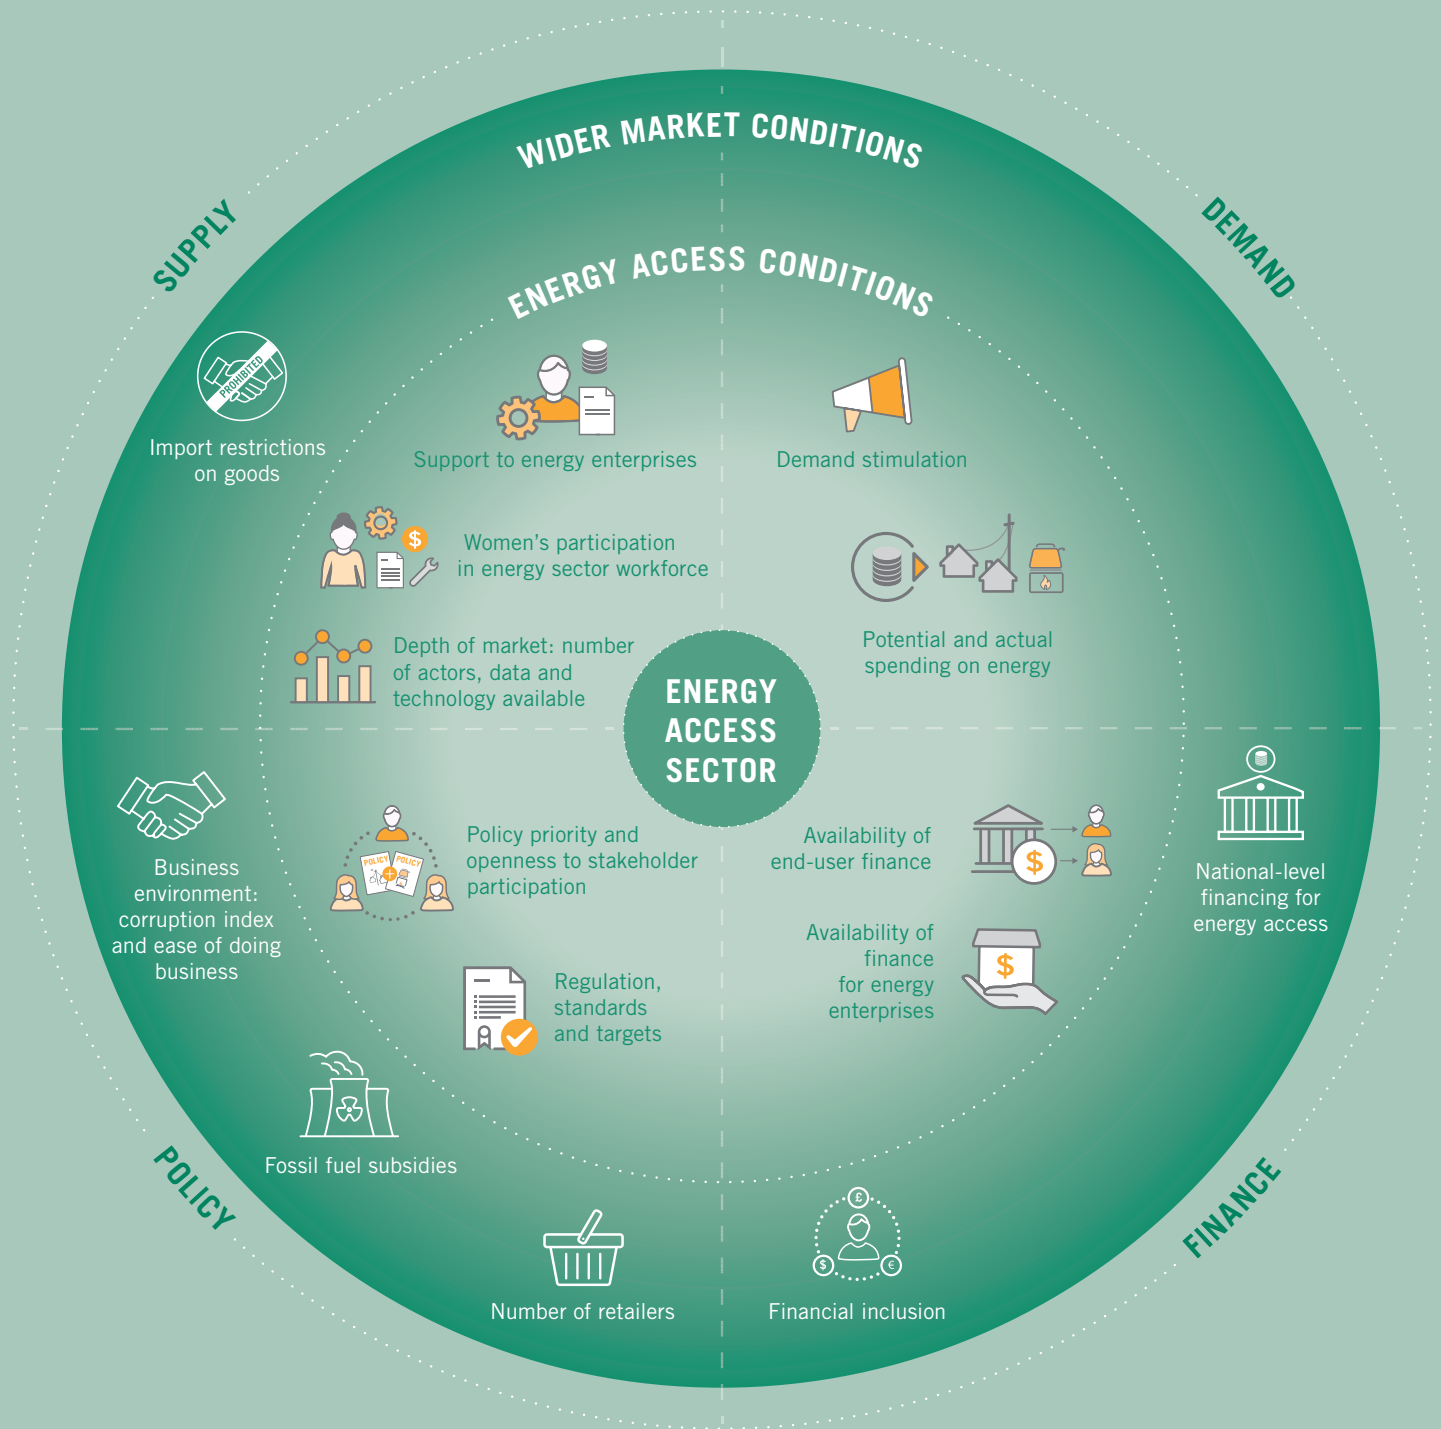 WIDER MARKET CONDITIONS
ENERGY ACCESS CONDITIONS
SUPPLY
DEMAND
PROHIBITED
Import restrictions
on goods
Support to energy enterprises
Women's participation
in energy sector workforce
Depth of market: number
of actors, data and
technology available
Demand stimulation
Potential and actual
spending on energy
ENERGY
ACCESS
SECTOR
Business
environment:
corruption index
and ease of doing
business
POLICY
POLICY
Policy priority and
openness to stakeholder
participation
Regulation,
standards
and targets
Fossil fuel subsidies
Number of retailers
POLICY
Availability of
end-user finance
Availability of
finance
for energy
enterprises
National-level
financing for
energy access
Financial inclusion
FINANCE